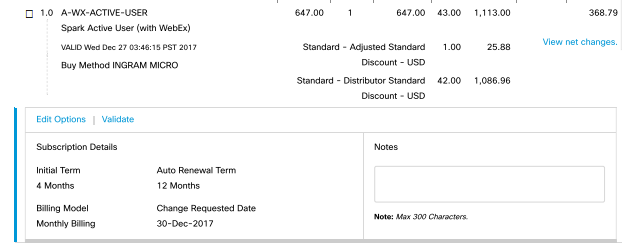 1.0 A-WX-ACTIVE-USER 647.00 1 647.00 43.00 1,113.00 368.79
Spark Active User (with WebEx)
VALID Wed Dec 27 03:46:15 PST 2017 Standard - Adjusted Standard 1.00 25.88 View net changes.
Discount - USD
Buy Method INGRAM MICRO
Standard - Distributor Standard 42.00 1,086.96
Discount - USD
Edit Options | Validate
Subscription Details Notes
Initial Term Auto Renewal Term
4 Months 12 Months
Billing Model Change Requested Date
Monthly Billing 30-Dec-2017
Note: Max 300 Characters.